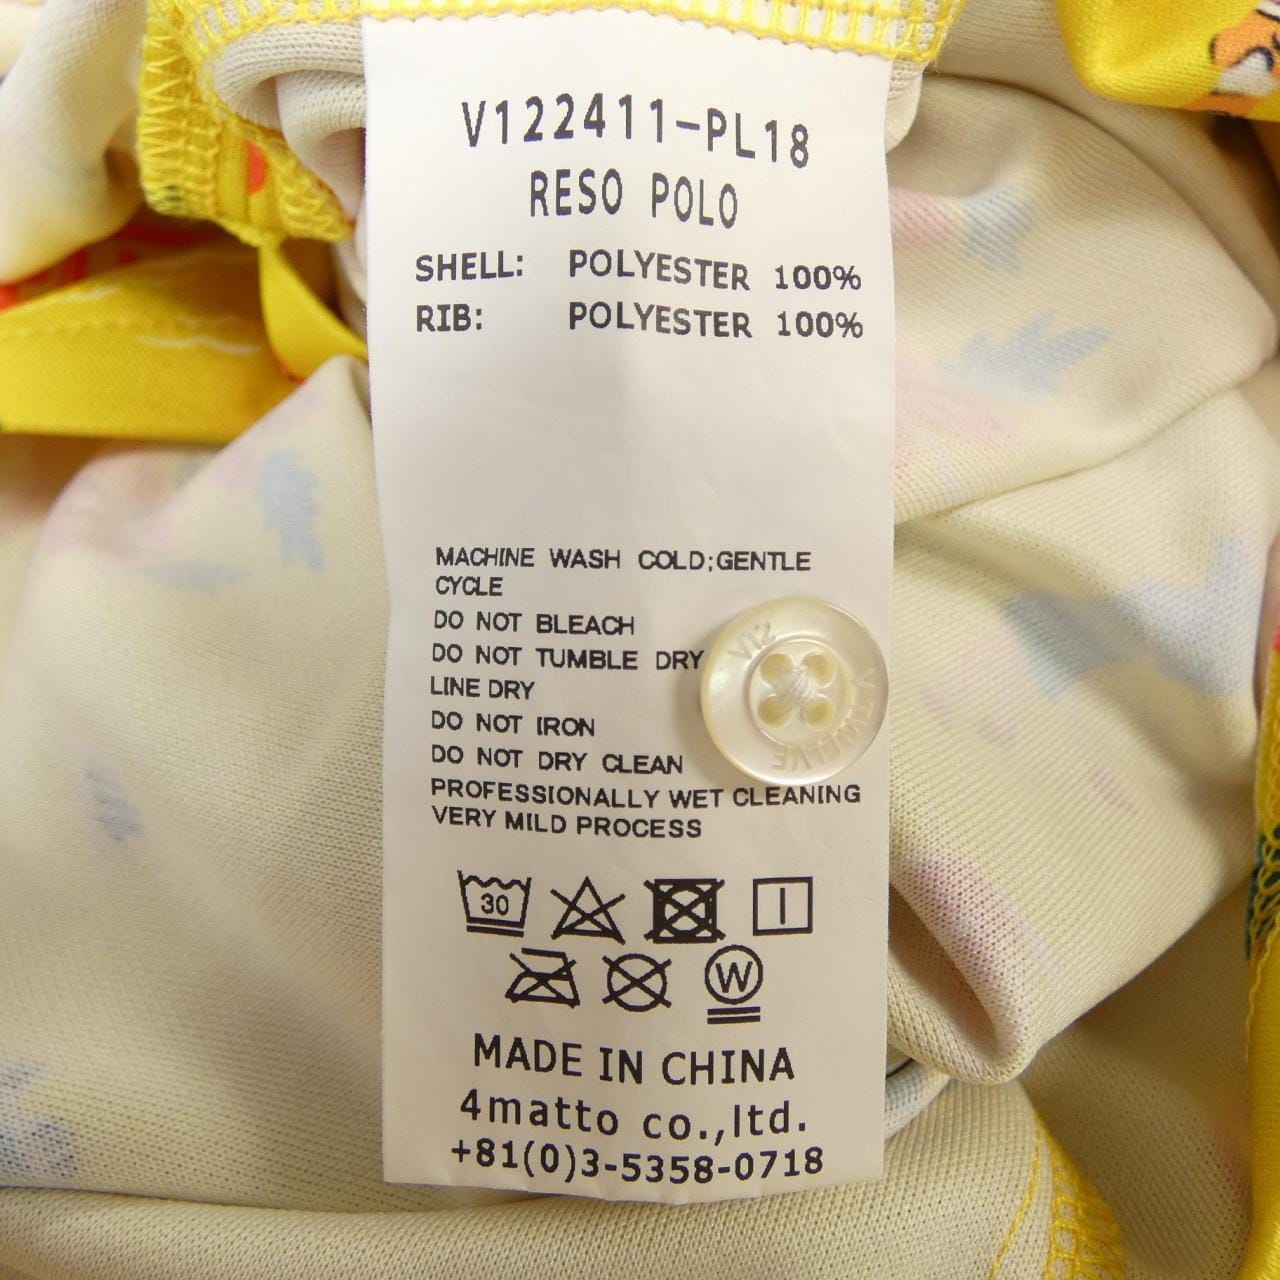 V122411-PL18
RESO POLO
SHELL: POLYESTER 100%
RIB: POLYESTER 100%
MACHINE WASH COLD;GENTLE
CYCLE
DO NOT BLEACH
DO NOT TUMBLE DRY
LINE DRY
DO NOT IRON
DO NOT DRY CLEAN
PROFESSIONALLY WET CLEANING
VERY MILD PROCESS
V12
V TWELVE
30
W
MADE IN CHINA
4matto co.,ltd.
+81(0)3-5358-0718